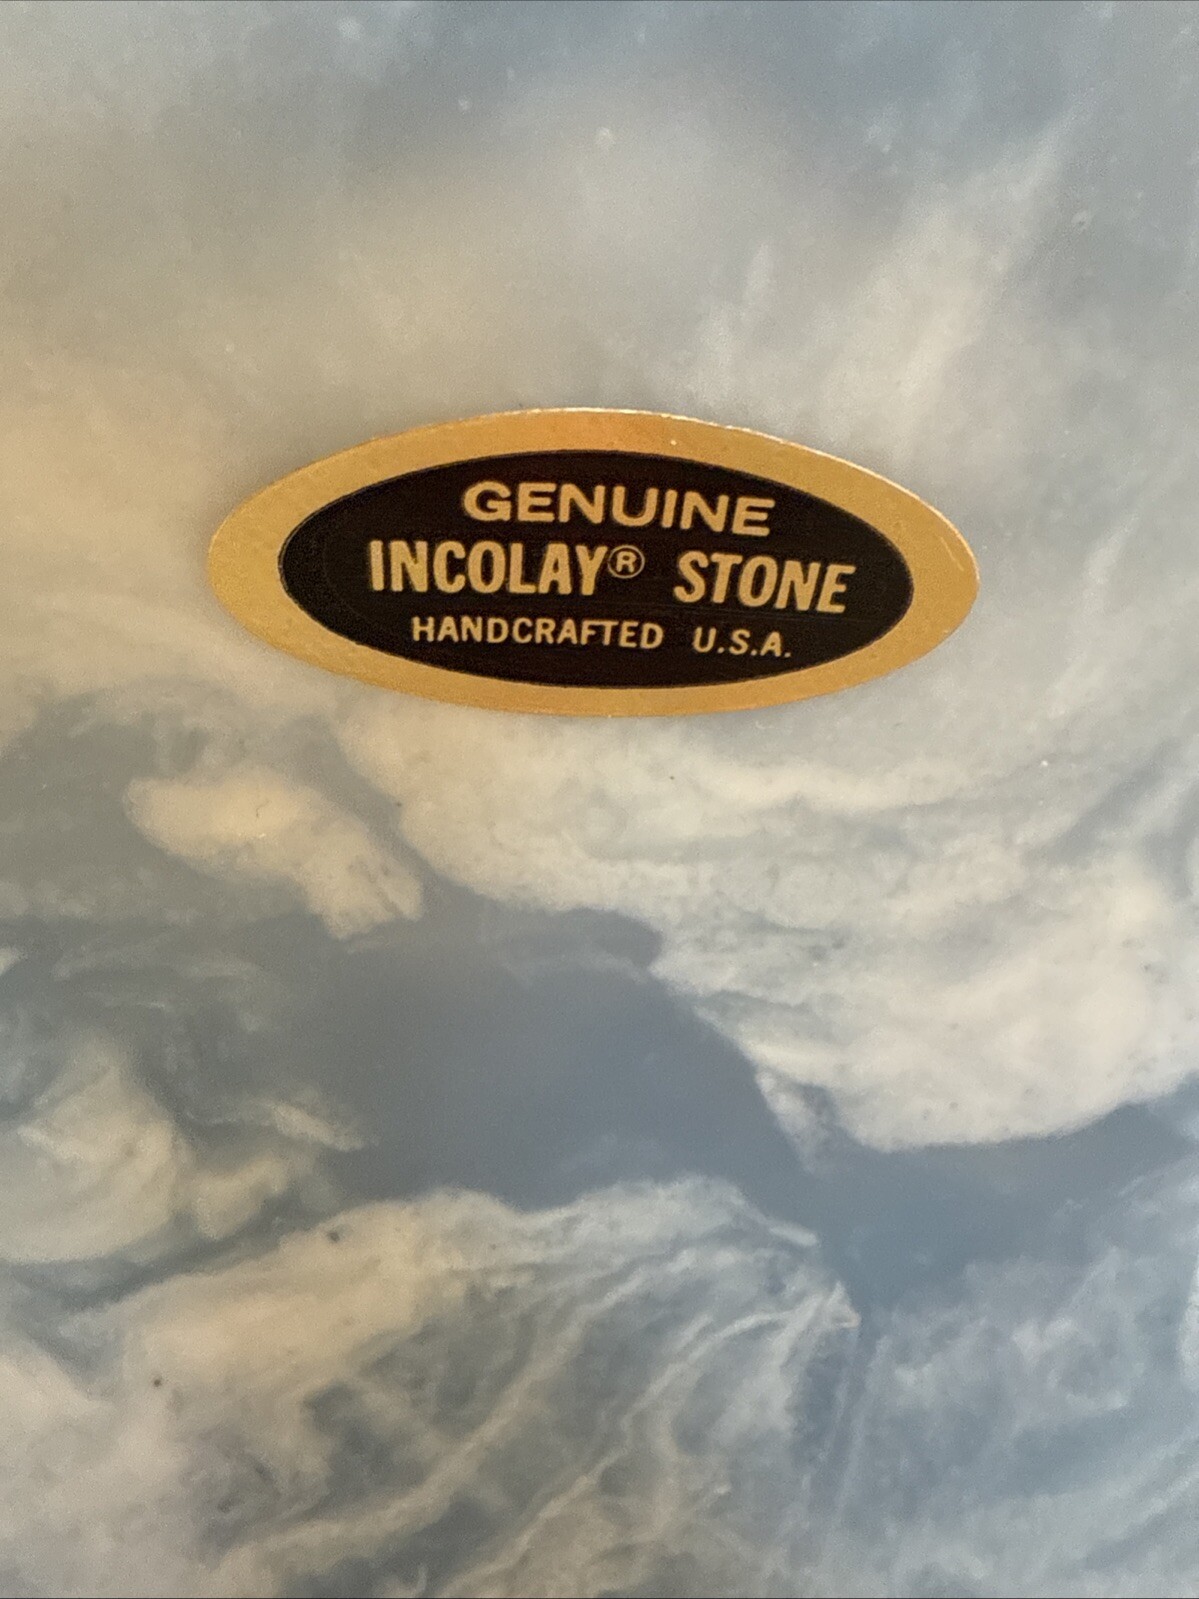 GENUINE
INCOLAY® STONE
HANDCRAFTED U.S.A.